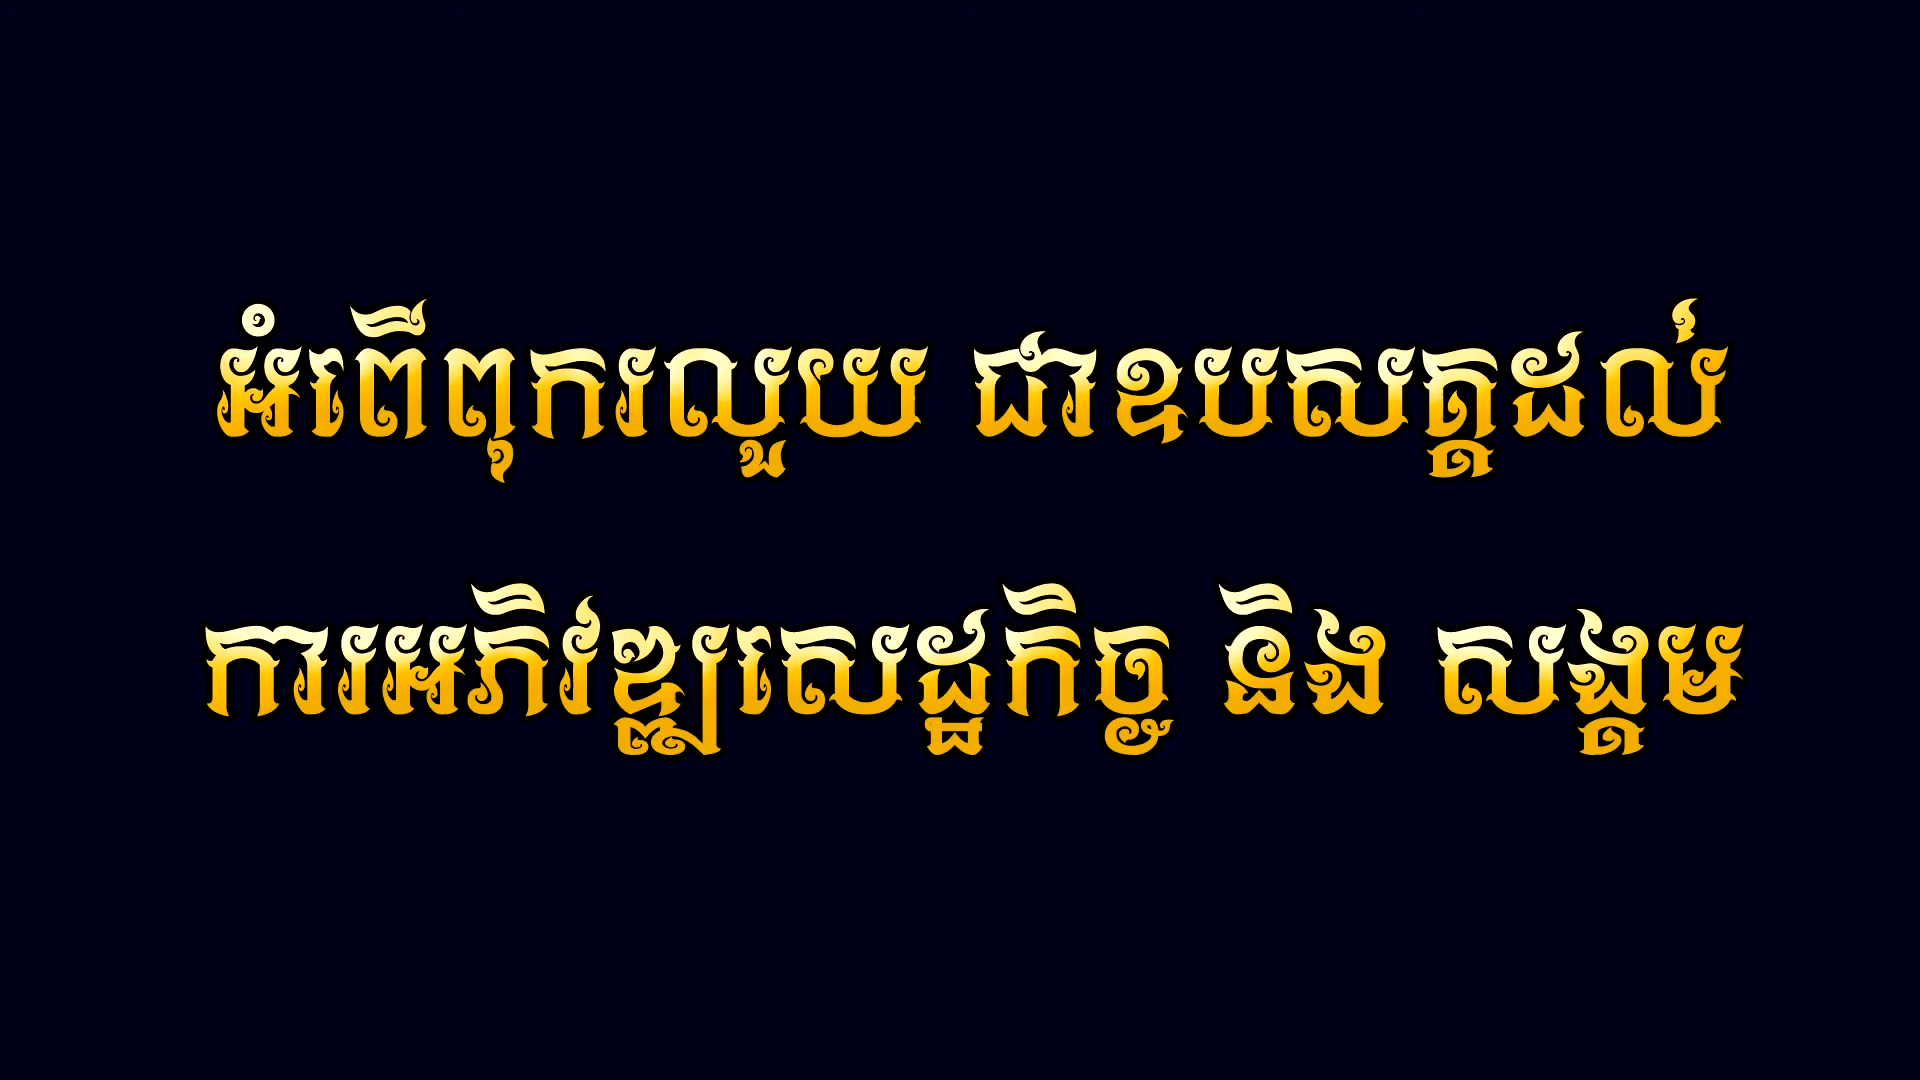 អំពើពុករលួយ ជាឧបសគ្គដល់
ការអភិវឌ្ឍសេដ្ឋកិច្ច និង សង្គម